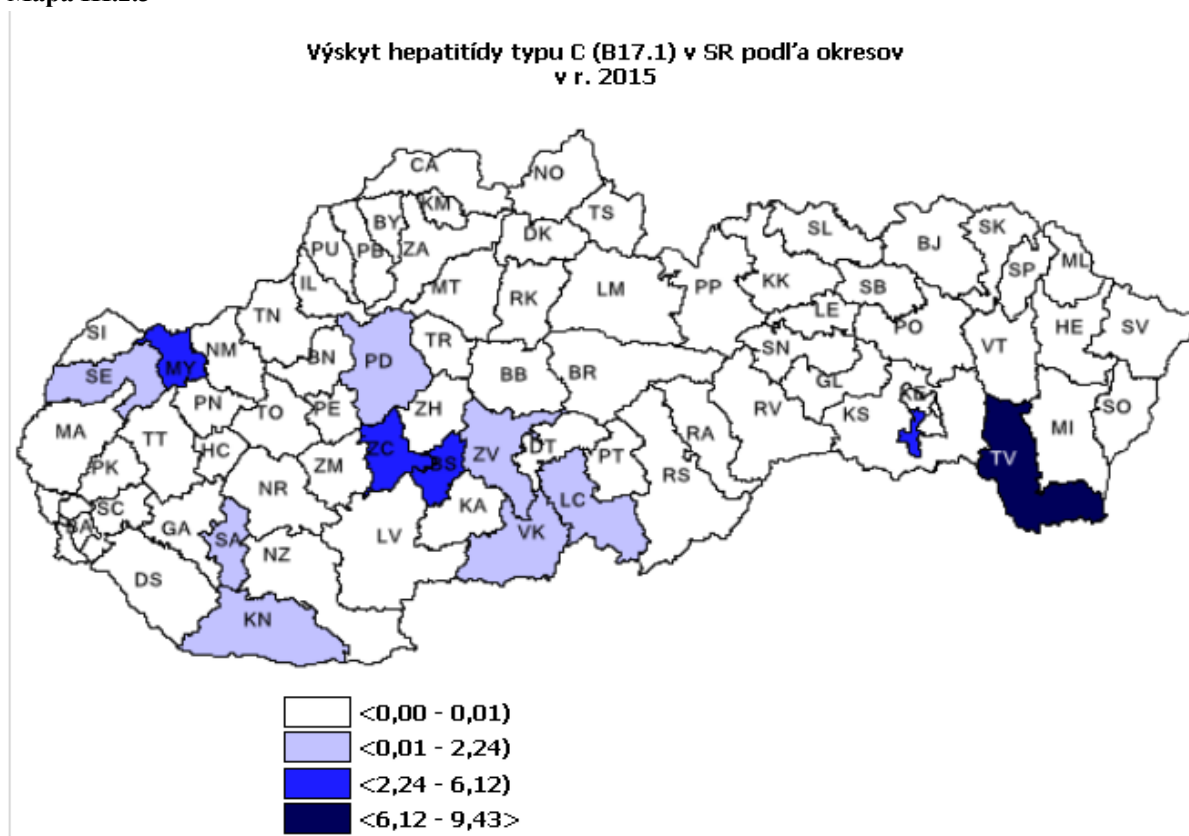 Výskyt hepatitídy typu C (B17.1) v SR podľa okresov
v r. 2015
CA
NO
KM
TS
BY
SL
SK
PU
PB
ZA
DK
BJ
ML
SP
IL
MT
RK
LM
PP
KK
SB
TN
LE
PO
HE
SV
SI
NM
BN
PD
TR
SN
VT
MY
SE
BB
BR
GL
PN
TO
PE
ZH
RV
KS
KE
SO
MA
TT
HC
ZC
ZV
DT
PT
RA
MI
PK
ZM
BS
RS
TV
NR
KA
LC
SC
BA
GA
SA
NZ
LV
VK
DS
KN
<0,00 - 0,01)
<0,01 - 2,24)
<2,24 - 6,12)
<6,12 - 9,43>